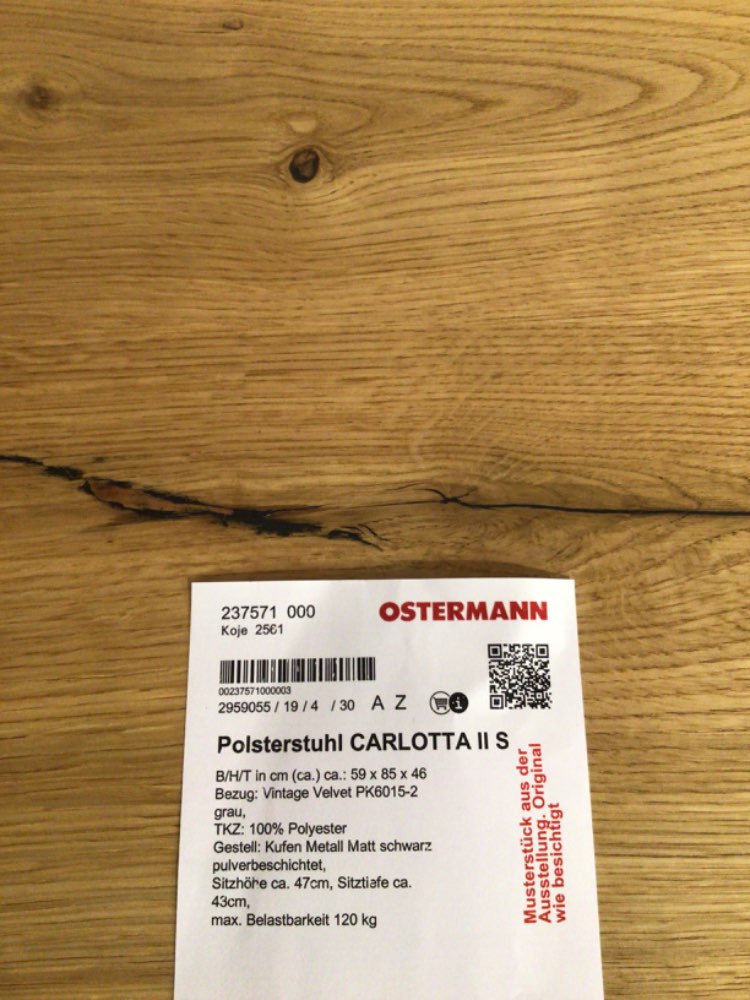 237571 000
Koje 2561
OSTERMANN
00237571000003
2959055 / 19 / 4 / 30 A Z
Polsterstuhl CARLOTTA II S
B/H/T in cm (ca.) ca.: 59 x 85 x 46
Bezug: Vintage Velvet PK6015-2
grau,
TKZ: 100% Polyester
Gestell: Kufen Metall Matt schwarz
pulverbeschichtet,
Sitzhöhe ca. 47cm, Sitztiefe ca.
43cm,
max. Belastbarkeit 120 kg
Musterstück aus der
Ausstellung. Original
wie besichtigt